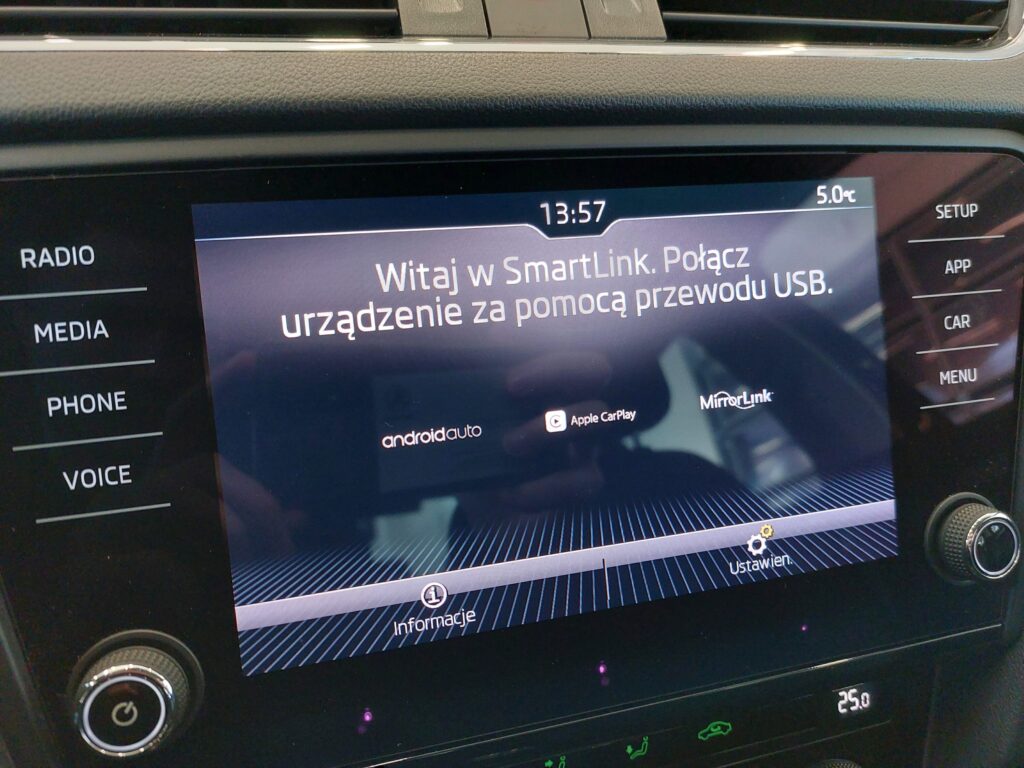 13:57
5.0°C
RADIO
MEDIA
PHONE
VOICE
Witaj w SmartLink. Połącz
urządzenie za pomocą przewodu USB.
androidauto
Apple CarPlay
MirrorLink
Informacje
Ustawien.
SETUP
APP
CAR
MENU
25.0